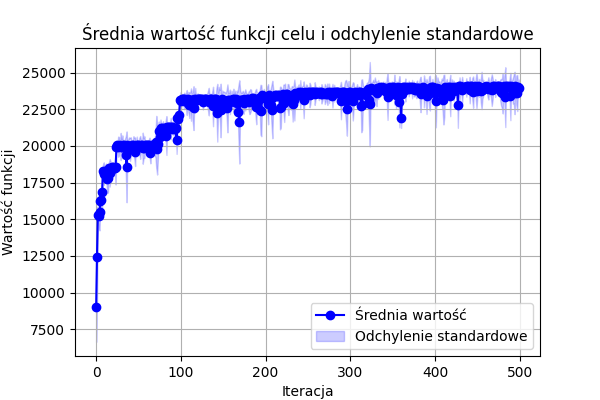 Średnia wartość funkcji celu i odchylenie standardowe
Wartość funkcji
25000
22500
20000
17500
15000
12500
10000
7500
0 100 200 300 400 500
Iteracja
Średnia wartość
Odchylenie standardowe